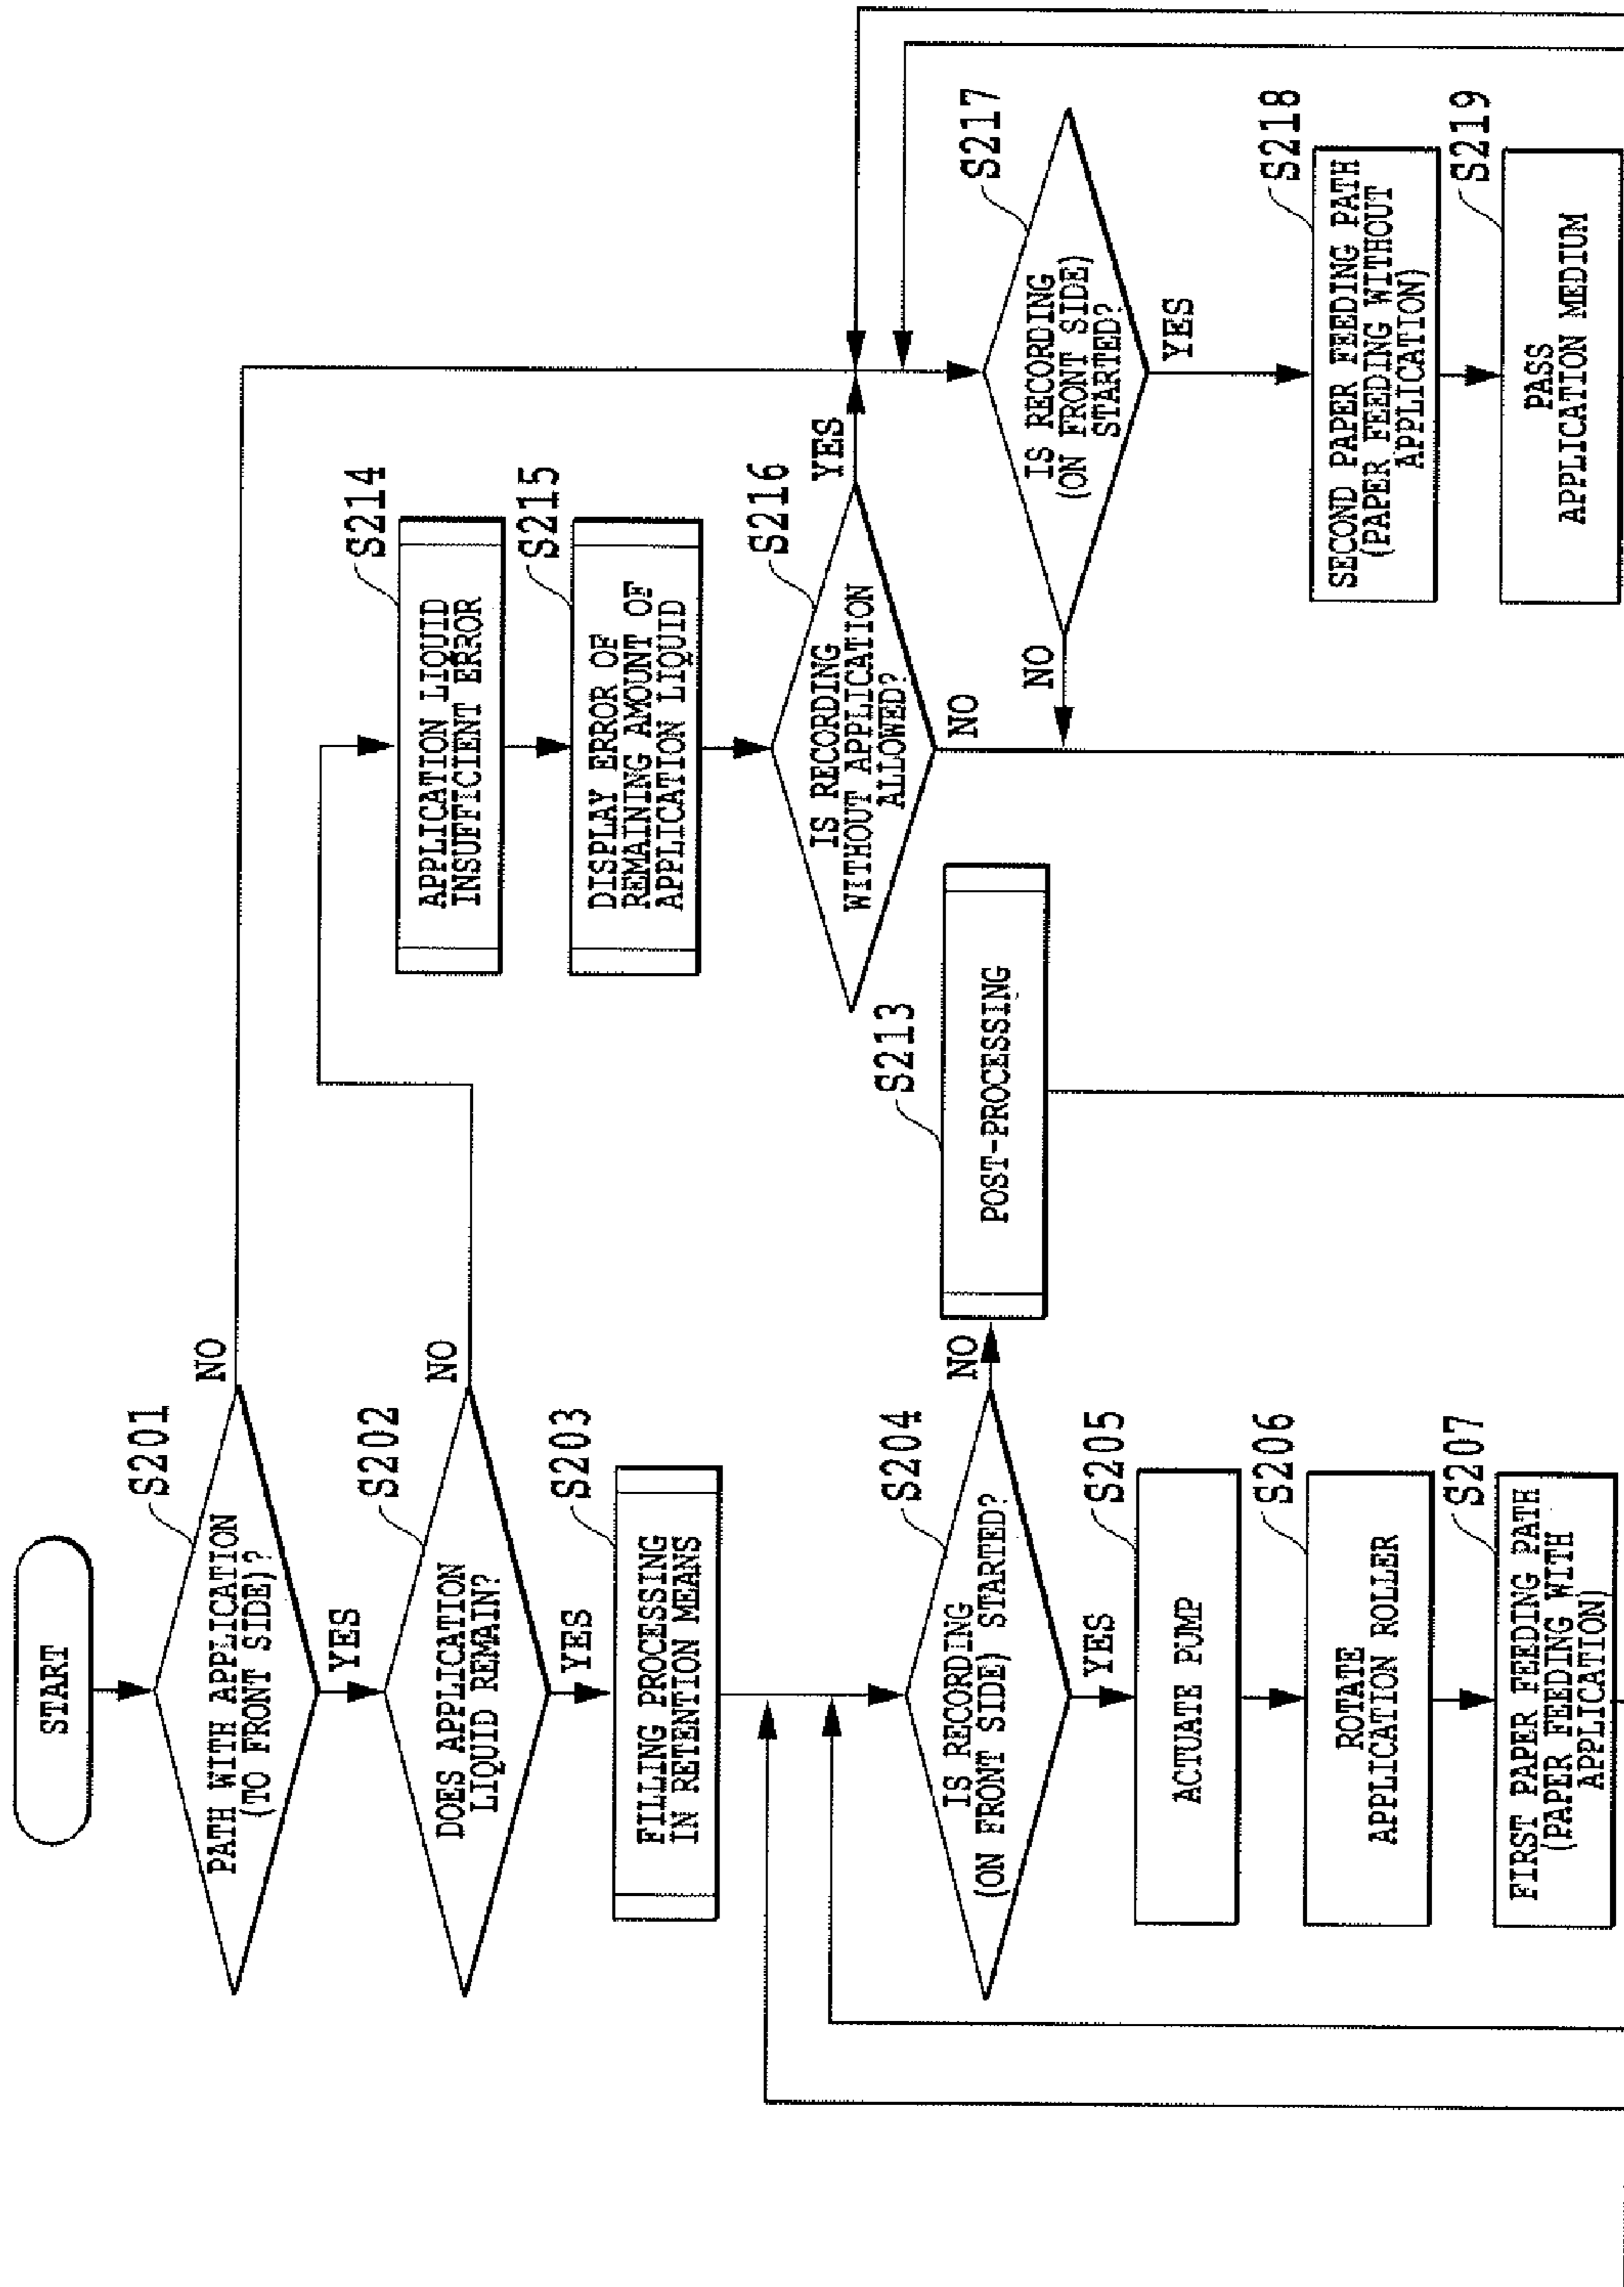 START
S201
PATH WITH APPLICATION
(TO FRONT SIDE)?
NO
YES
S202
DOES APPLICATION
LIQUID REMAIN?
NO
YES
S203
FILLING PROCESSING
IN RETENTION MEANS
S204
IS RECORDING
(ON FRONT SIDE) STARTED?
NO
YES
S205
ACTUATE PUMP
S206
ROTATE
APPLICATION ROLLER
S207
FIRST PAPER FEEDING PATH
(PAPER FEEDING WITH
APPLICATION)
S213
POST-PROCESSING
S214
APPLICATION LIQUID
INSUFFICIENT ERROR
S215
DISPLAY ERROR OF
REMAINING AMOUNT OF
APPLICATION LIQUID
S216
IS RECORDING
WITHOUT APPLICATION
ALLOWED?
YES
NO
S217
IS RECORDING
(ON FRONT SIDE)
STARTED?
NO
YES
S218
SECOND PAPER FEEDING PATH
(PAPER FEEDING WITHOUT
APPLICATION)
S219
PASS
APPLICATION MEDIUM